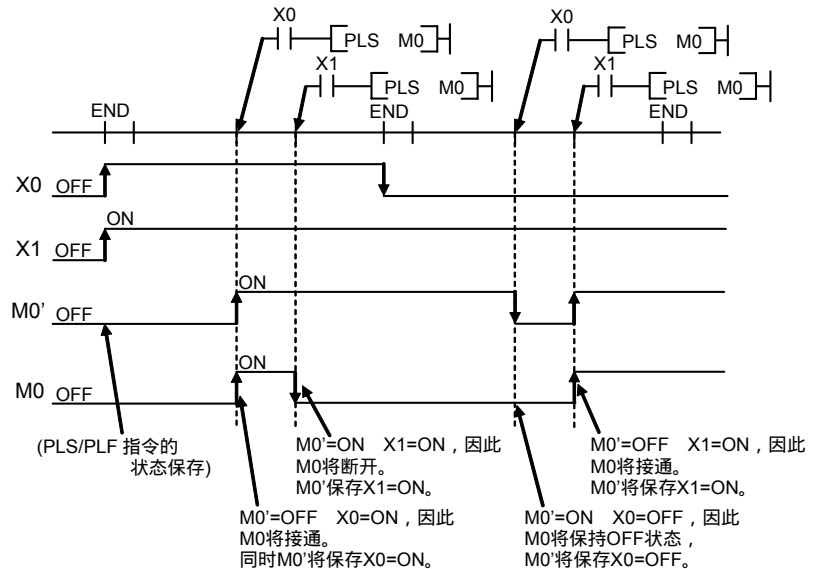 X0 X0
PLS M0 PLS M0
X1 X1
PLS M0 PLS M0
END END END
X0 OFF
ON
X1 OFF
ON
M0’ OFF
ON
M0 OFF
(PLS/PLF 指令的
状态保存)
M0’=ON X1=ON，因此
M0将断开。
M0’保存X1=ON。
M0’=OFF X1=ON，因此
M0将接通。
M0’将保存X1=ON。
M0’=OFF X0=ON，因此
M0将接通。
同时M0’将保存X0=ON。
M0’=ON X0=OFF，因此
M0将保持OFF状态，
M0’将保存X0=OFF。